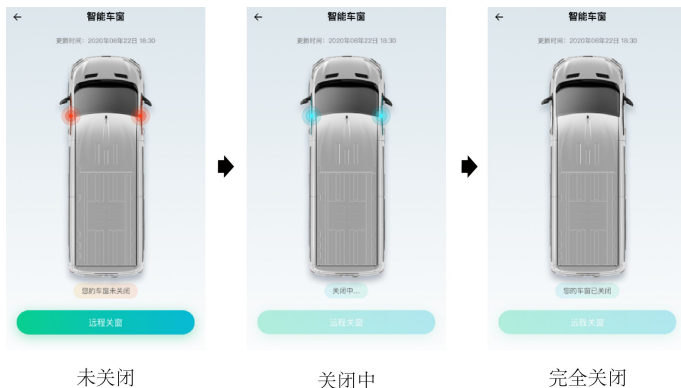 智能车窗
更新时间：2020年06年22日 16:30
您的车窗未关闭
远程关窗
未关闭
智能车窗
更新时间：2020年06年22日 16:30
关闭中...
远程关窗
关闭中
智能车窗
更新时间：2020年06年22日 16:30
您的车窗已关闭
远程关窗
完全关闭